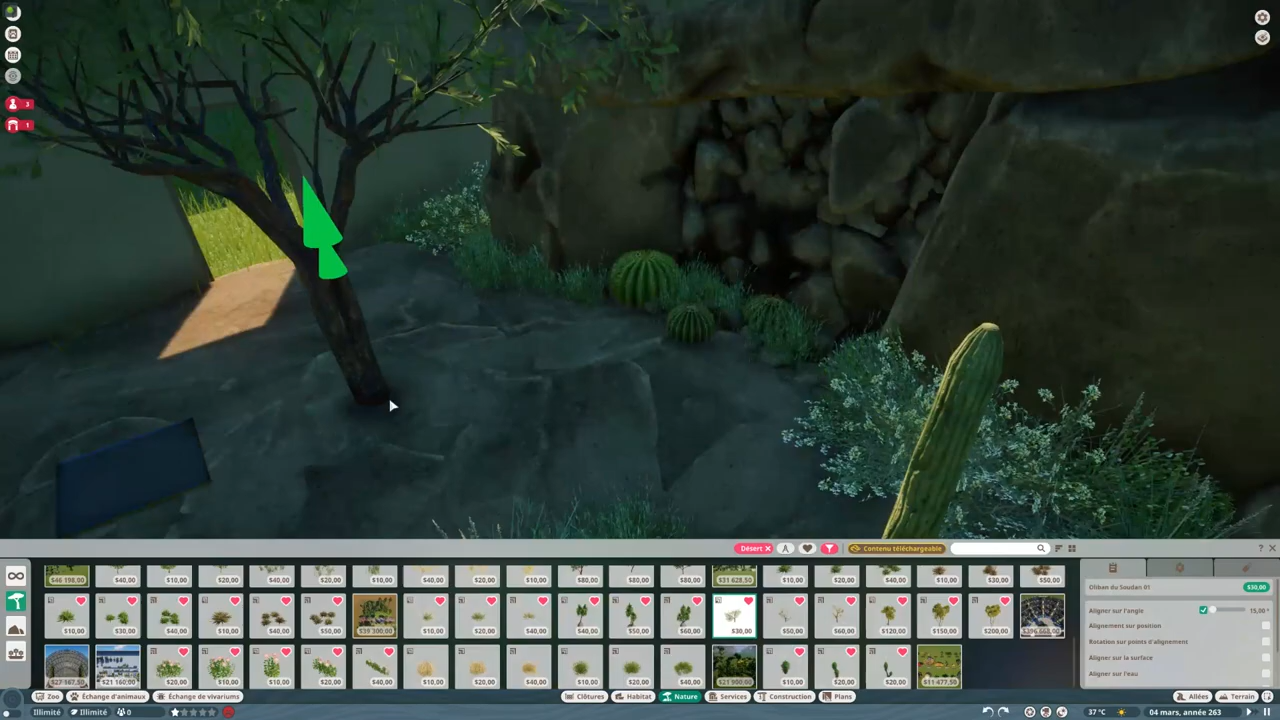 3
1
Désert ×
A
Contenu téléchargeable
? ×
$46 198,00 $40,00 $10,00 $20,00 $40,00 $20,00 $10,00 $40,00 $20,00 $10,00 $80,00 $80,00 $80,00 $31 628,50 $10,00 $20,00 $40,00 $10,00 $30,00 $50,00
$10,00 $30,00 $40,00 $10,00 $40,00 $50,00 $39 300,00 $10,00 $20,00 $40,00 $40,00 $50,00 $60,00 $30,00 $50,00 $60,00 $120,00 $150,00 $200,00
$20,00 $10,00 $10,00 $20,00 $40,00 $10,00 $20,00 $10,00 $20,00 $40,00 $21 900,00 $10,00 $20,00 $20,00 $11 477,50
Oliban du Soudan 01 $30,00
Aligner sur l'angle 15,00°
Alignement sur position
Rotation sur points d'alignement
Aligner sur la surface
Aligner sur l'eau
Zoo Échange d'animaux Échange de vivariums Clôtures Habitat Nature Services Construction Plans Allées Terrain
Illimité Illimité 0 37 °C 04 mars, année 263